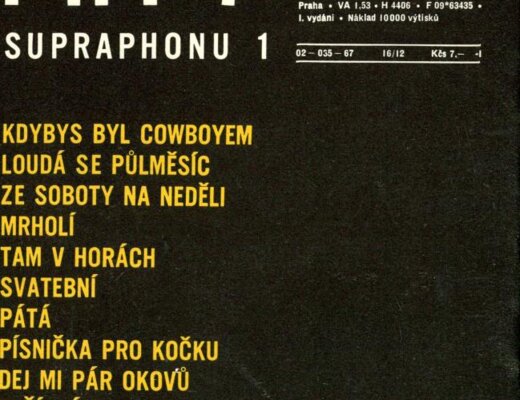 Praha • VA 1,53 • H 4406 • F 09*63435 •
I. vydání • Náklad 10000 výtisků
SUPRAPHONU 1
02—035—67 16/12 Kčs 7,— -I
KDYBYS BYL COWBOYEM
LOUDÁ SE PŮLMĚSÍC
ZE SOBOTY NA NEDĚLI
MRHOLÍ
TAM V HORÁCH
SVATEBNÍ
PÁTÁ
PÍSNIČKA PRO KOČKU
DEJ MI PÁR OKOVŮ